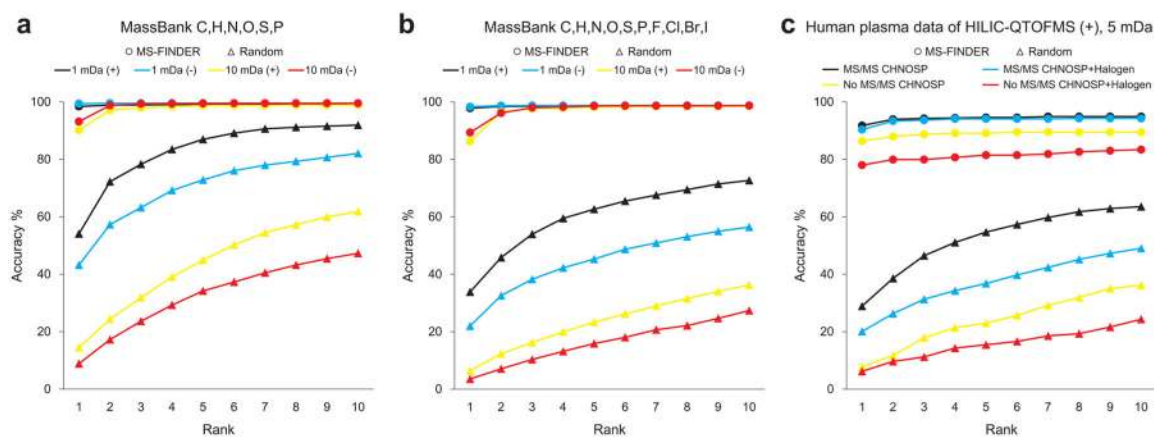 a
MassBank C,H,N,O,S,P
MS-FINDER Random
1 mDa (+) 1 mDa (-) 10 mDa (+) 10 mDa (-)
Accuracy %
100
80
60
40
20
0
1 2 3 4 5 6 7 8 9 10
Rank
b
MassBank C,H,N,O,S,P,F,Cl,Br,I
MS-FINDER Random
1 mDa (+) 1 mDa (-) 10 mDa (+) 10 mDa (-)
Accuracy %
100
80
60
40
20
0
1 2 3 4 5 6 7 8 9 10
Rank
c
Human plasma data of HILIC-QTOFMS (+), 5 mDa
MS-FINDER Random
MS/MS CHNOSP MS/MS CHNOSP+Halogen
No MS/MS CHNOSP No MS/MS CHNOSP+Halogen
Accuracy %
100
80
60
40
20
0
1 2 3 4 5 6 7 8 9 10
Rank